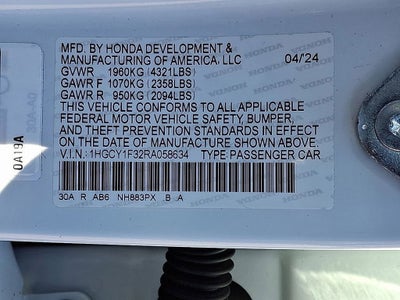 MFD. BY HONDA DEVELOPMENT &
MANUFACTURING OF AMERICA, LLC 04/24
GVWR 1960KG (4321LBS)
GAWR F 1070KG (2358LBS)
GAWR R 950KG (2094LBS)
THIS VEHICLE CONFORMS TO ALL APPLICABLE
FEDERAL MOTOR VEHICLE SAFETY, BUMPER,
AND THEFT PREVENTION STANDARDS IN EFFECT
ON THE DATE OF MANUFACTURE SHOWN ABOVE.
V.I.N.:1HGCY1F32RA058634 TYPE PASSENGER CAR
30A R AB6 NH883PX B A
0A19A
30AA0
HONDA